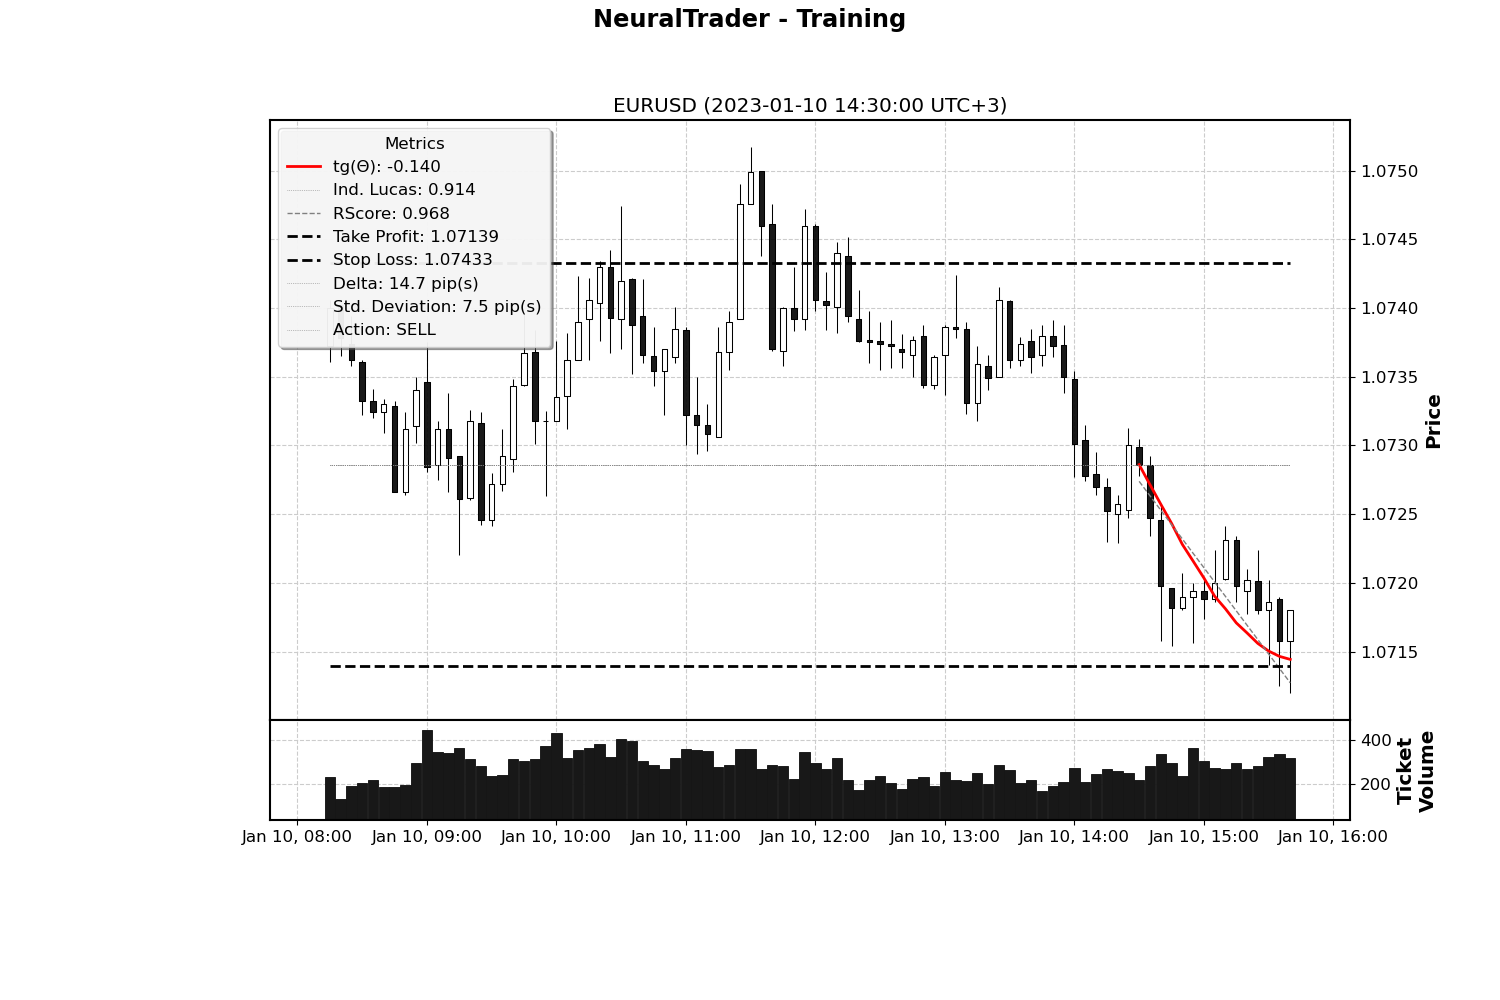 NeuralTrader - Training
EURUSD (2023-01-10 14:30:00 UTC+3)
Metrics
tg(Θ): -0.140
Ind. Lucas: 0.914
RScore: 0.968
Take Profit: 1.07139
Stop Loss: 1.07433
Delta: 14.7 pip(s)
Std. Deviation: 7.5 pip(s)
Action: SELL
1.0750
1.0745
1.0740
1.0735
1.0730
1.0725
1.0720
1.0715
Price
400
200
Ticket
Volume
Jan 10, 08:00 Jan 10, 09:00 Jan 10, 10:00 Jan 10, 11:00 Jan 10, 12:00 Jan 10, 13:00 Jan 10, 14:00 Jan 10, 15:00 Jan 10, 16:00